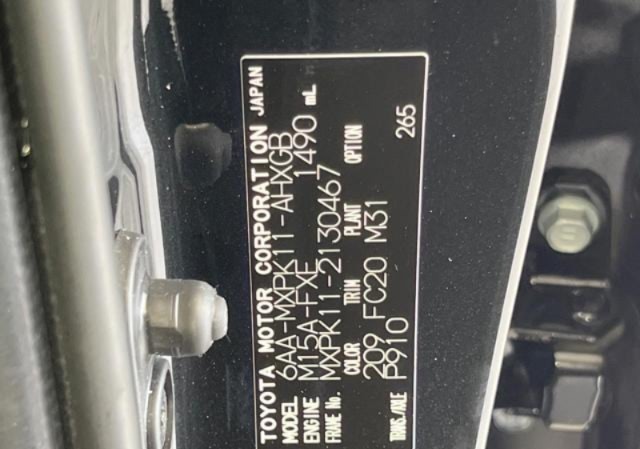 TOYOTA MOTOR CORPORATION JAPAN
MODEL 6AA-MXPK11-AHXGB
ENGINE M15A-FXE 1490 mL
FRAME No. MXPK11-2130467
COLOR TRIM PLANT OPTION
209 FC20 M31 265
TRANS./AXLE P910